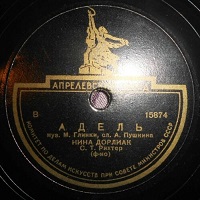 АПРЕЛЕВСКИЙ ЗАВОД
В 15874
АДЕЛЬ
муз. М. Глинки, сл. А. Пушкина
НИНА ДОРЛИАК
С. Т. Рихтер
(ф-но)
КОМИТЕТ ПО ДЕЛАМ ИСКУССТВ ПРИ СОВЕТЕ МИНИСТРОВ СССР